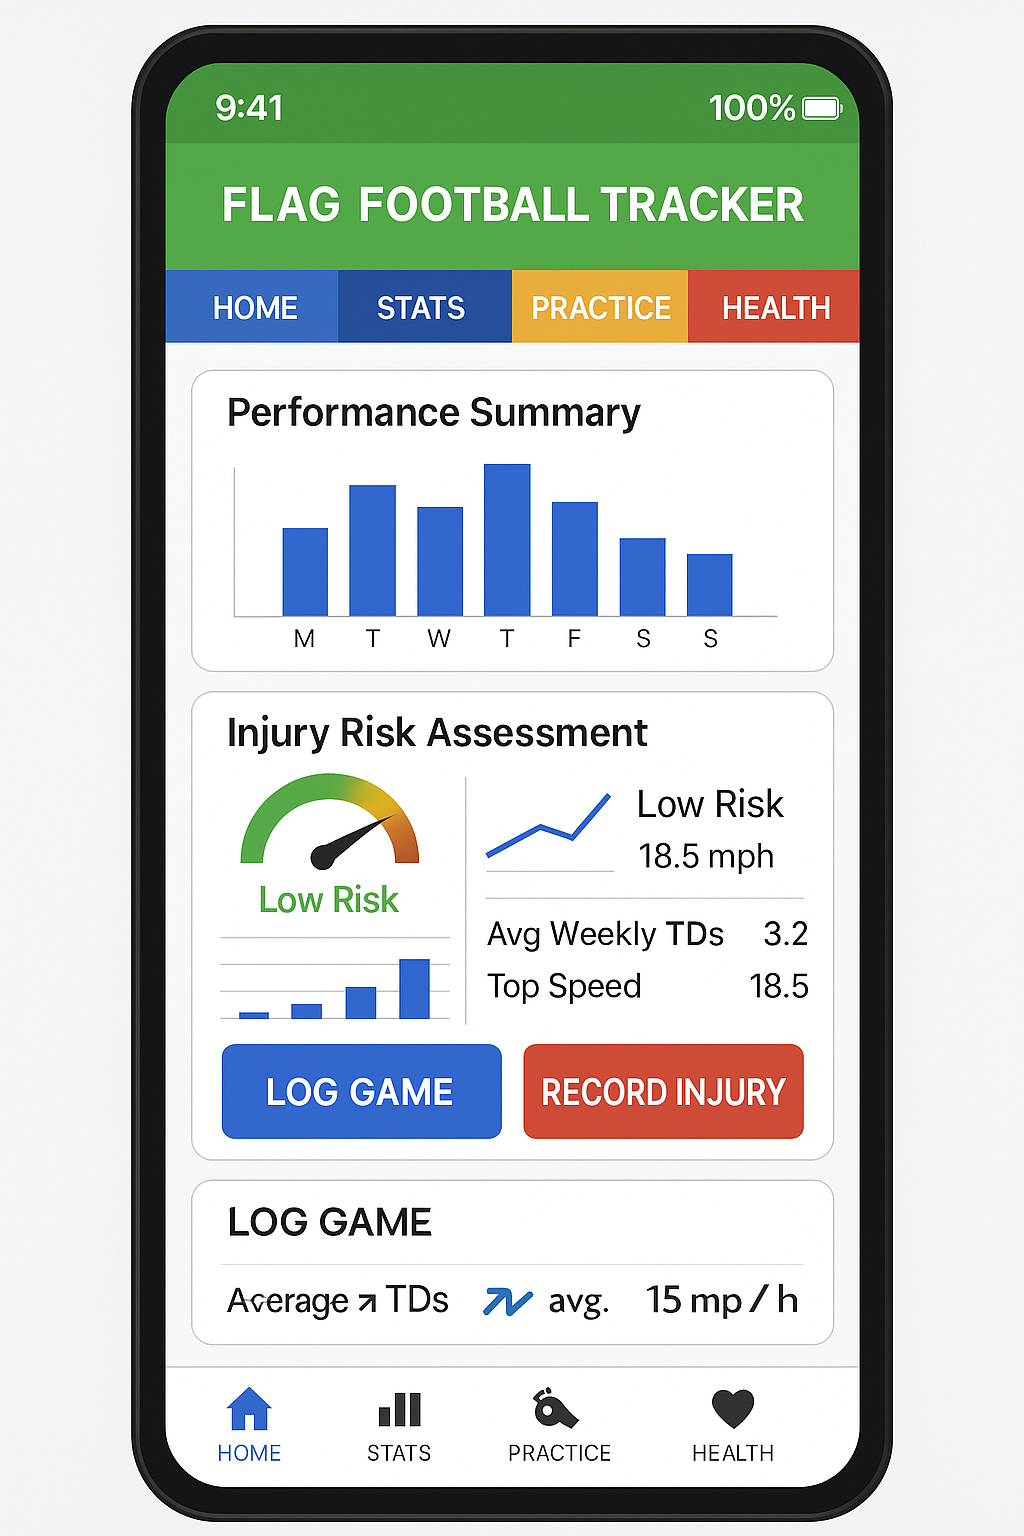 9:41 100%
FLAG FOOTBALL TRACKER
HOME STATS PRACTICE HEALTH
Performance Summary
M T W T F S S
Injury Risk Assessment
Low Risk
Low Risk
18.5 mph
Avg Weekly TDs 3.2
Top Speed 18.5
LOG GAME RECORD INJURY
LOG GAME
Acerage TDs avg. 15 mp/h
HOME STATS PRACTICE HEALTH